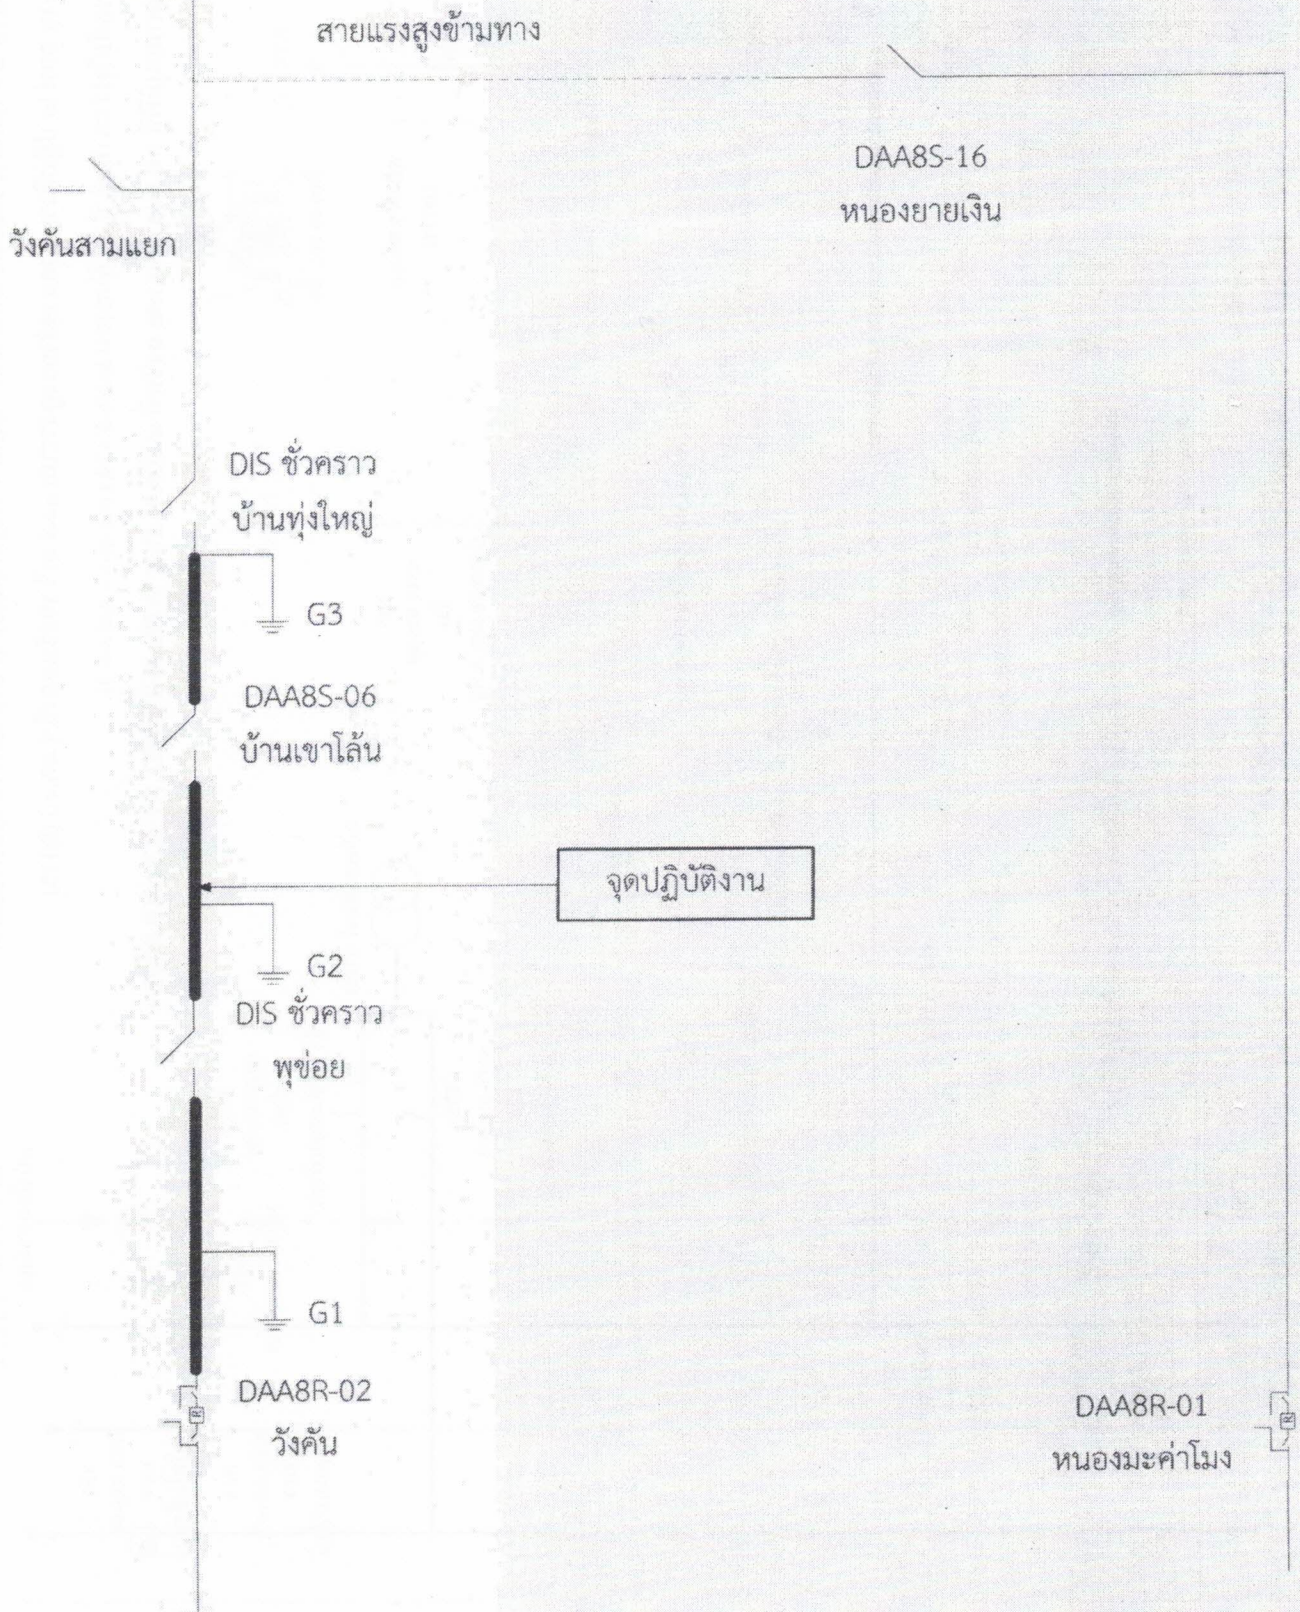 สายแรงสูงข้ามทาง
DAA8S-16
หนองยายเงิน
วังคันสามแยก
DIS ชั่วคราว
บ้านทุ่งใหญ่
G3
DAA8S-06
บ้านเขาโล้น
จุดปฏิบัติงาน
G2
DIS ชั่วคราว
พุข่อย
G1
DAA8R-02
วังคัน
R
DAA8R-01
หนองมะค่าโมง
R